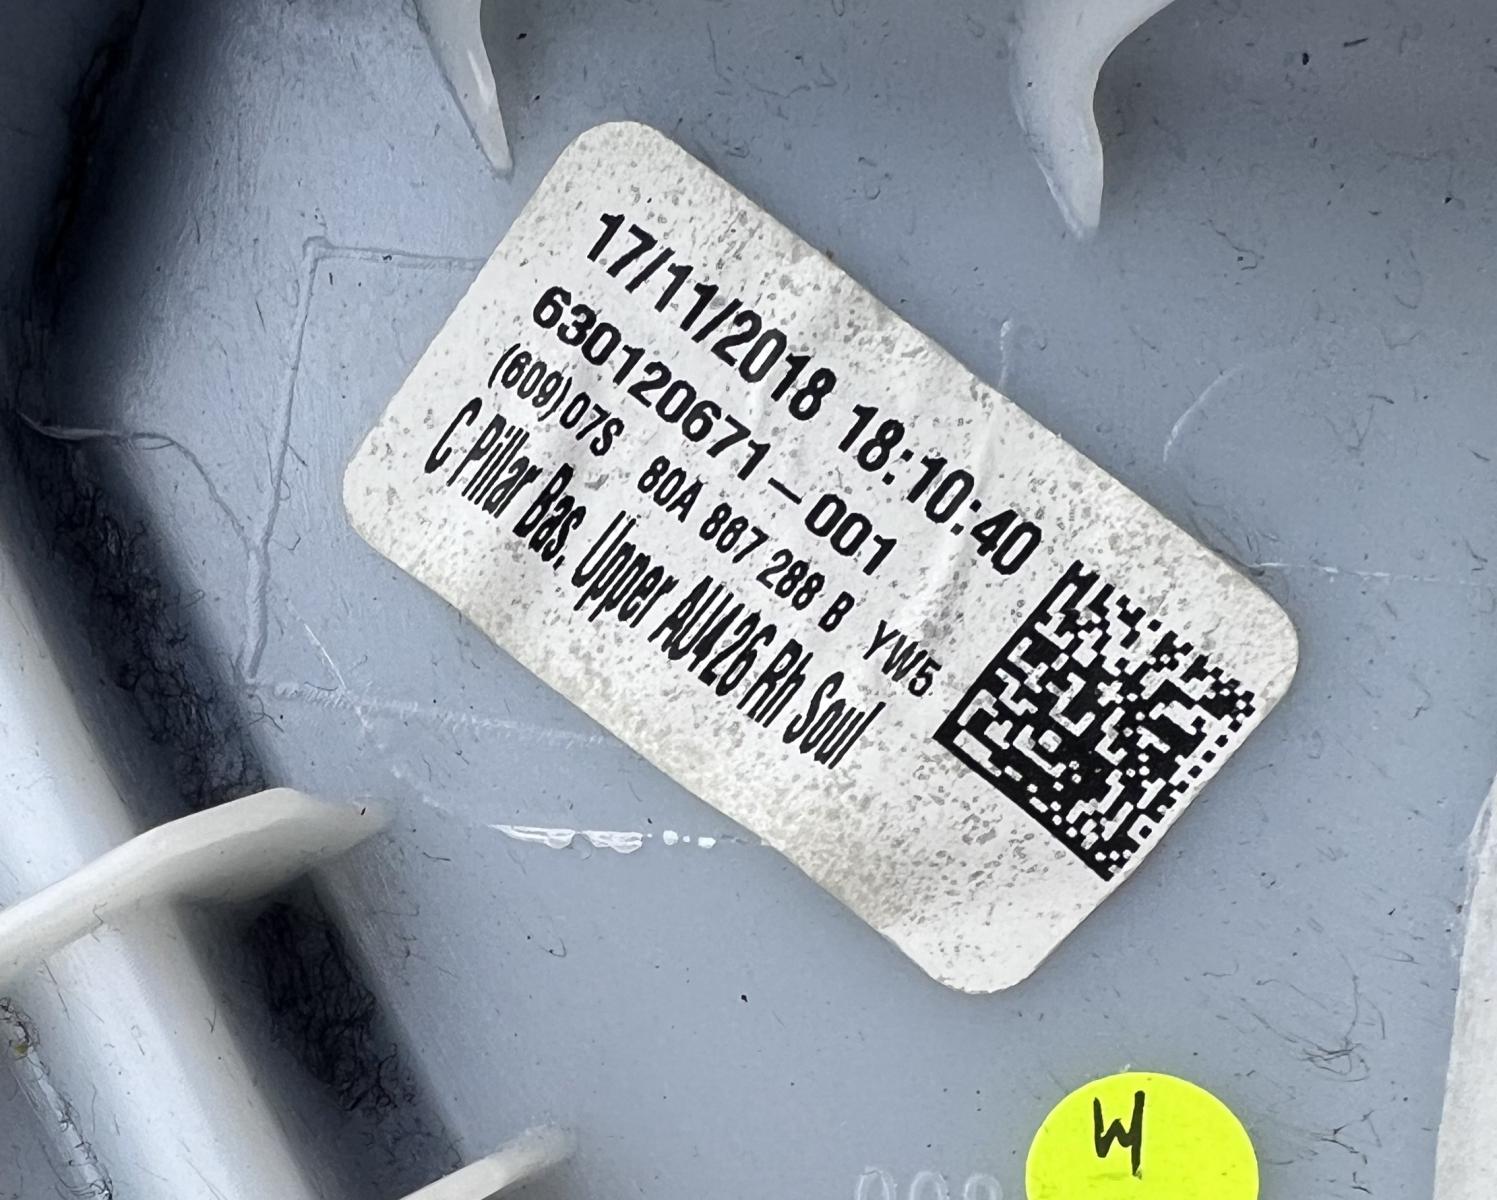 17/11/2018 18:10:40
630120671 – 001
(609) 07S 80A 867 288 B YW5
C Pillar Bas. Upper AU426 Rh Soul
W